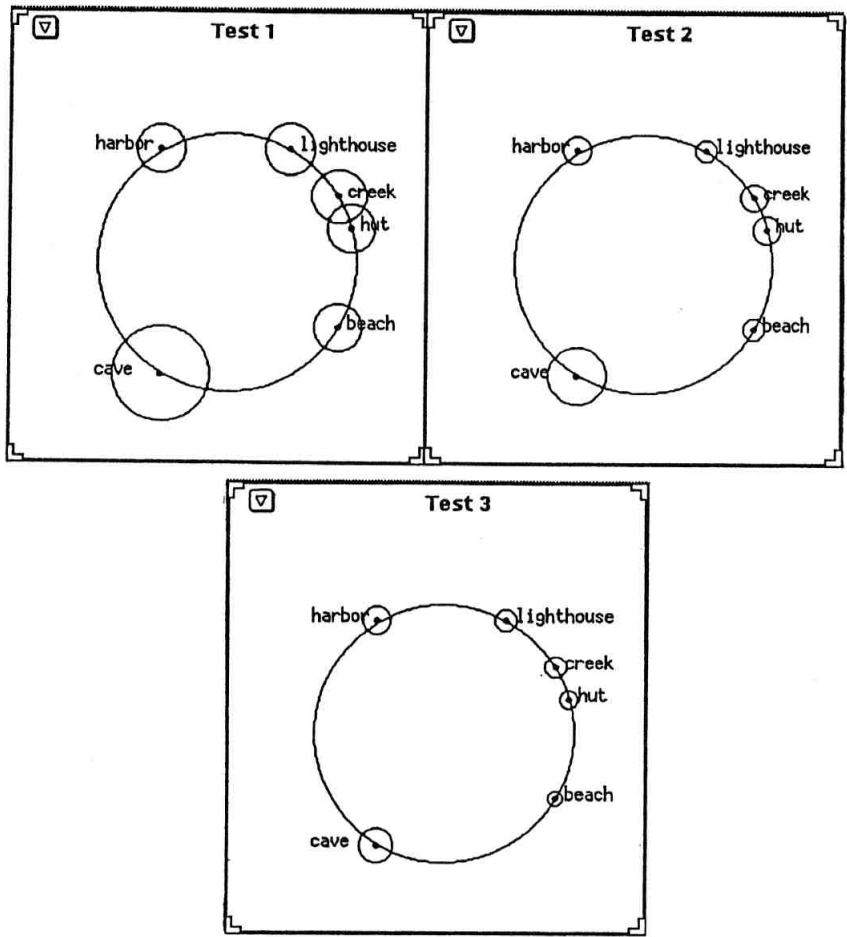 Test 1
harbor
lighthouse
creek
hut
beach
cave
Test 2
harbor
lighthouse
creek
hut
beach
cave
Test 3
harbor
lighthouse
creek
hut
beach
cave